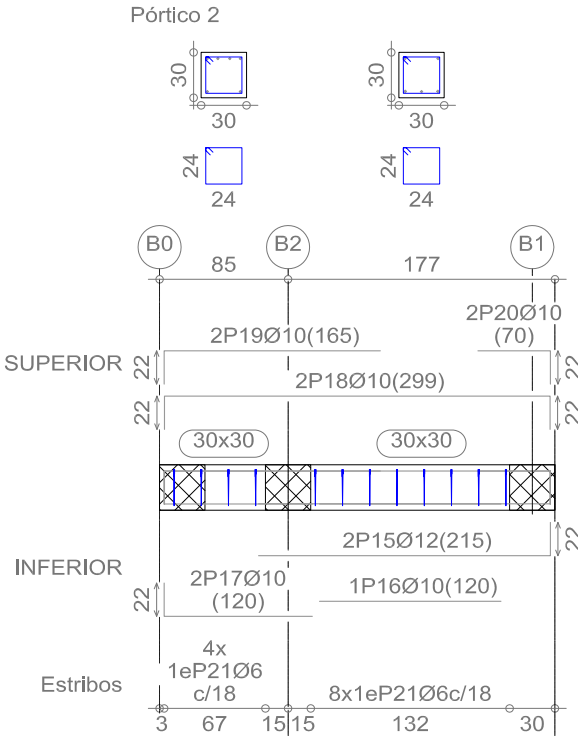 Pórtico 2
30
30
30
30
24
24
24
24
B0
B2
B1
85
177
2P20Ø10
(70)
2P19Ø10(165)
SUPERIOR
22
22
2P18Ø10(299)
22
22
30x30
30x30
2P15Ø12(215)
22
INFERIOR
2P17Ø10
(120)
1P16Ø10(120)
22
4x
1eP21Ø6
c/18
Estribos
8x1eP21Ø6c/18
3
67
15
15
132
30